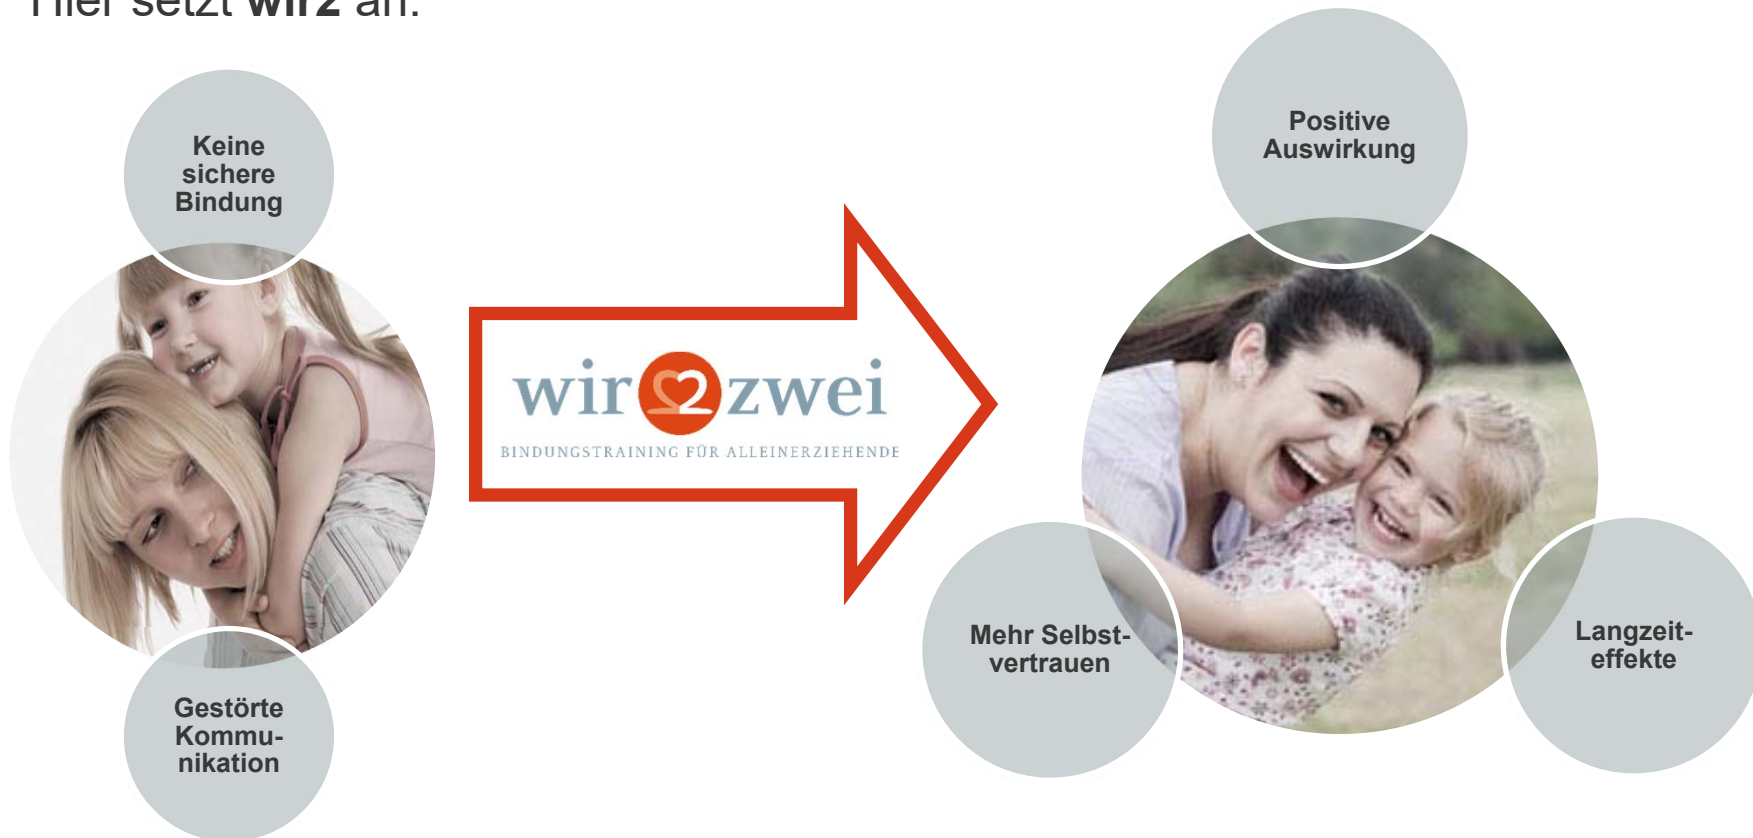 Hier setzt wir2 an:
Keine
sichere
Bindung
Gestörte
Kommu-
nikation
wir2zwei
BINDUNGSTRAINING FÜR ALLEINERZIEHENDE
Positive
Auswirkung
Mehr Selbst-
vertrauen
Langzeit-
effekte